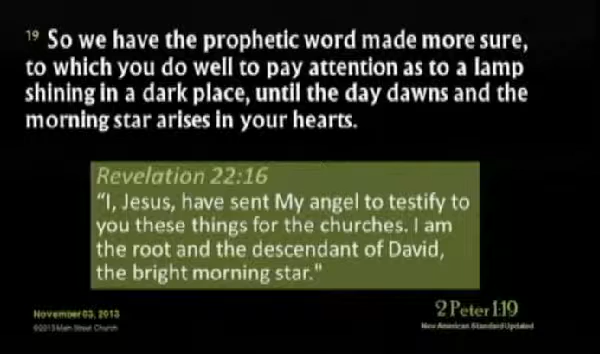 19 So we have the prophetic word made more sure,
to which you do well to pay attention as to a lamp
shining in a dark place, until the day dawns and the
morning star arises in your hearts.
Revelation 22:16
“I, Jesus, have sent My angel to testify to
you these things for the churches. I am
the root and the descendant of David,
the bright morning star."
November 03, 2013
©2013 Main Street Church
2 Peter 1:19
New American Standard Updated